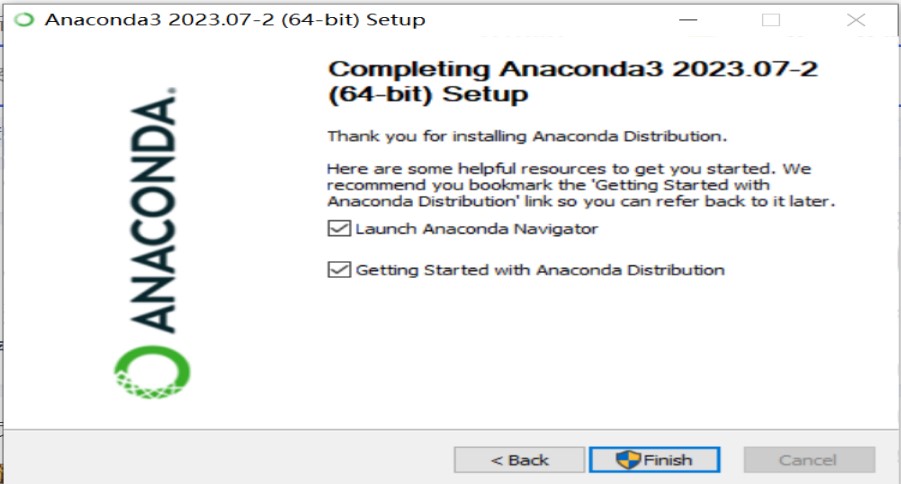 Anaconda3 2023.07-2 (64-bit) Setup
ANACONDA.
Completing Anaconda3 2023.07-2
(64-bit) Setup
Thank you for installing Anaconda Distribution.
Here are some helpful resources to get you started. We
recommend you bookmark the 'Getting Started with
Anaconda Distribution' link so you can refer back to it later.
Launch Anaconda Navigator
Getting Started with Anaconda Distribution
< Back
Finish
Cancel